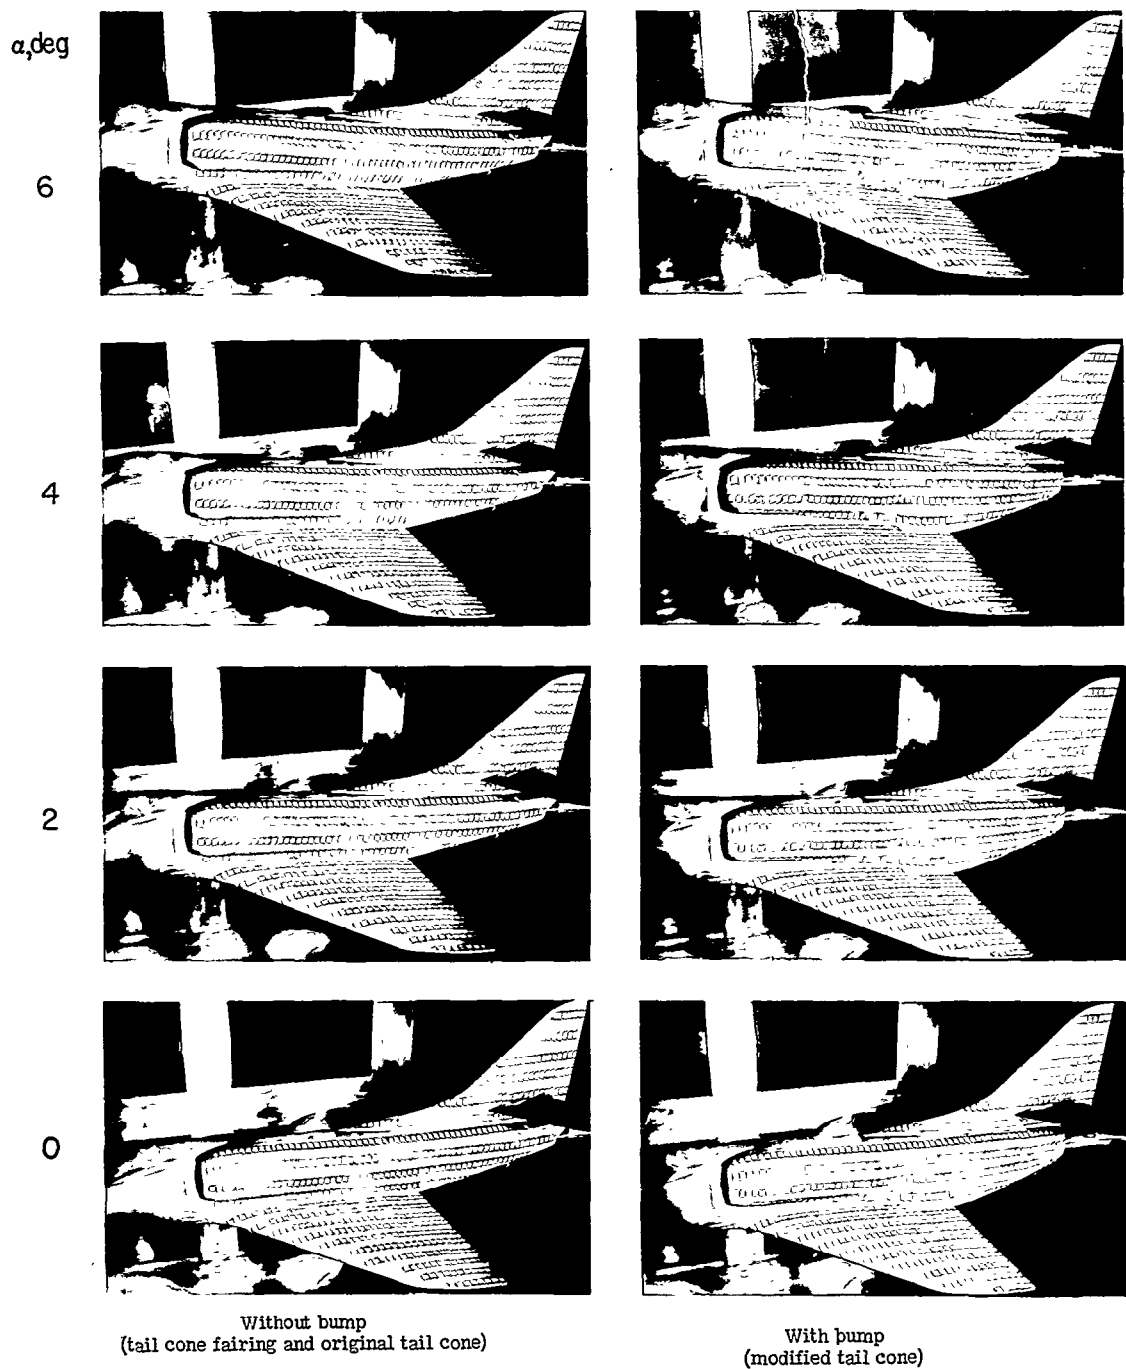 α,deg
6
4
2
0
Without bump
(tail cone fairing and original tail cone)
With bump
(modified tail cone)